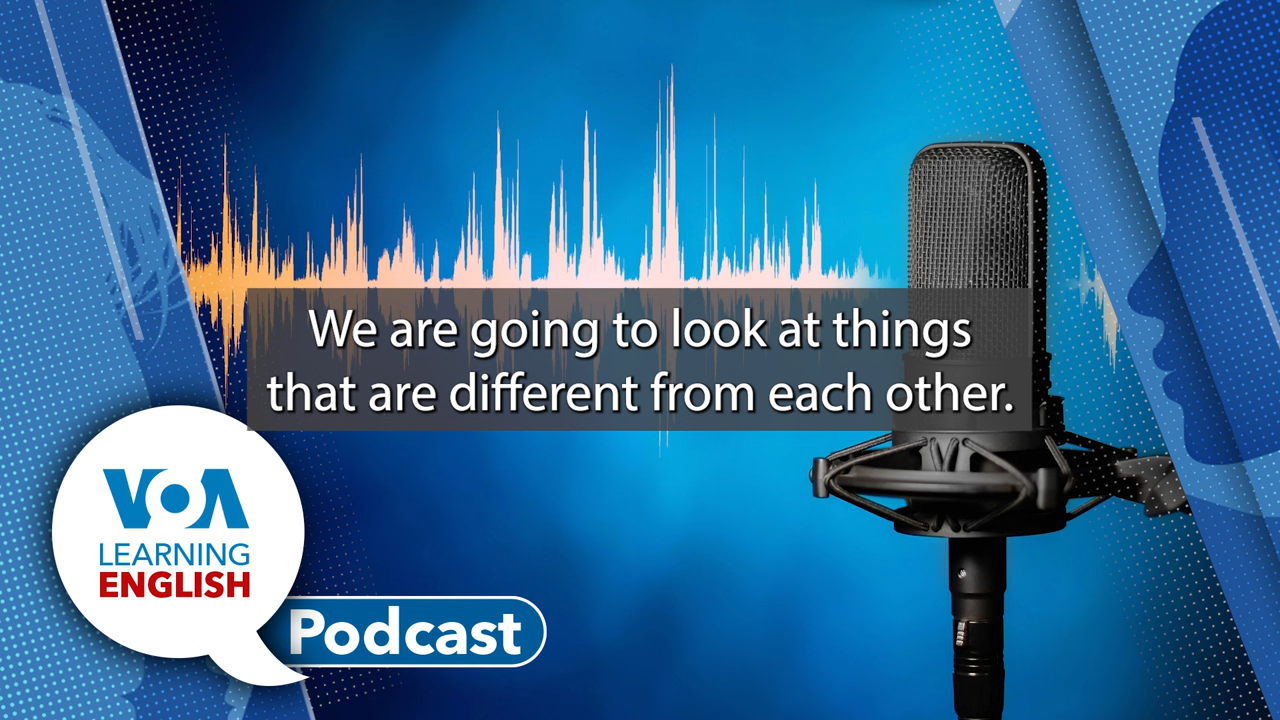 We are going to look at things
that are different from each other.
VOA
LEARNING
ENGLISH
Podcast